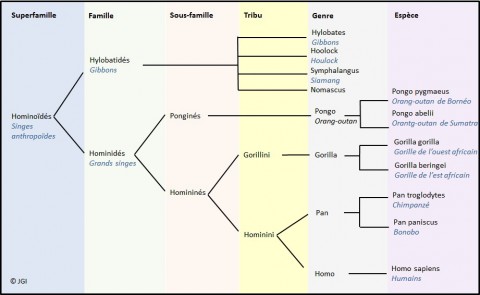 Superfamille
Famille
Sous-famille
Tribu
Genre
Espèce
Hominoïdés
Singes
anthropoïdes
Hylobatidés
Gibbons
Hylobates
Gibbons
Hoolock
Houlock
Symphalangus
Siamang
Nomascus
Hominidés
Grands singes
Ponginés
Pongo
Orang-outan
Pongo pygmaeus
Orang-outan de Bornéo
Pongo abelii
Orantg-outan de Sumatra
Homininés
Gorillini
Gorilla
Gorilla gorilla
Gorille de l'ouest africain
Gorilla beringei
Gorille de l'est africain
Hominini
Pan
Pan troglodytes
Chimpanzé
Pan paniscus
Bonobo
Homo
Homo sapiens
Humains
© JGI